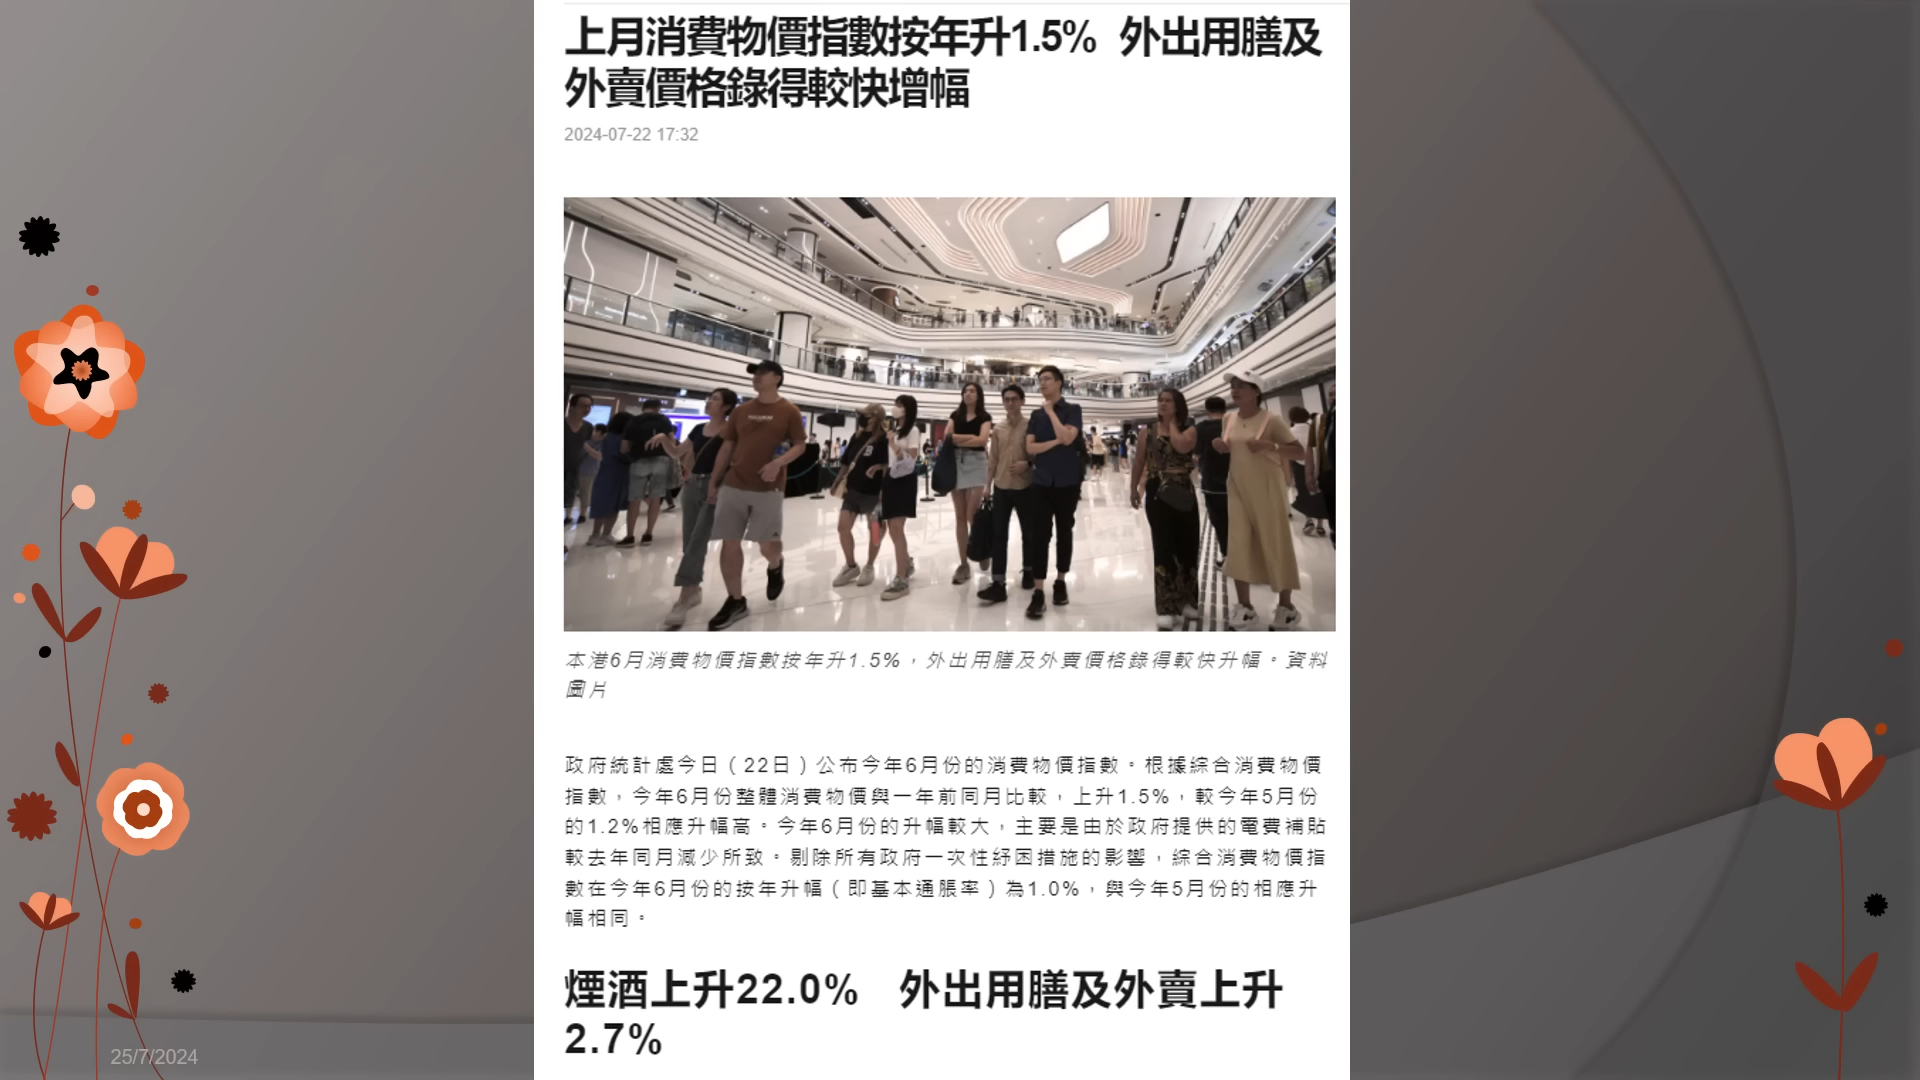 上月消費物價指數按年升1.5% 外出用膳及
外賣價格錄得較快增幅
2024-07-22 17:32
本港6月消費物價指數按年升1.5%，外出用膳及外賣價格錄得較快升幅。資料
圖片
政府統計處今日（22日）公布今年6月份的消費物價指數。根據綜合消費物價
指數，今年6月份整體消費物價與一年前同月比較，上升1.5%，較今年5月份
的1.2%相應升幅高。今年6月份的升幅較大，主要是由於政府提供的電費補貼
較去年同月減少所致。剔除所有政府一次性紓困措施的影響，綜合消費物價指
數在今年6月份的按年升幅（即基本通脹率）為1.0%，與今年5月份的相應升
幅相同。
煙酒上升22.0%　外出用膳及外賣上升
2.7%
25/7/2024